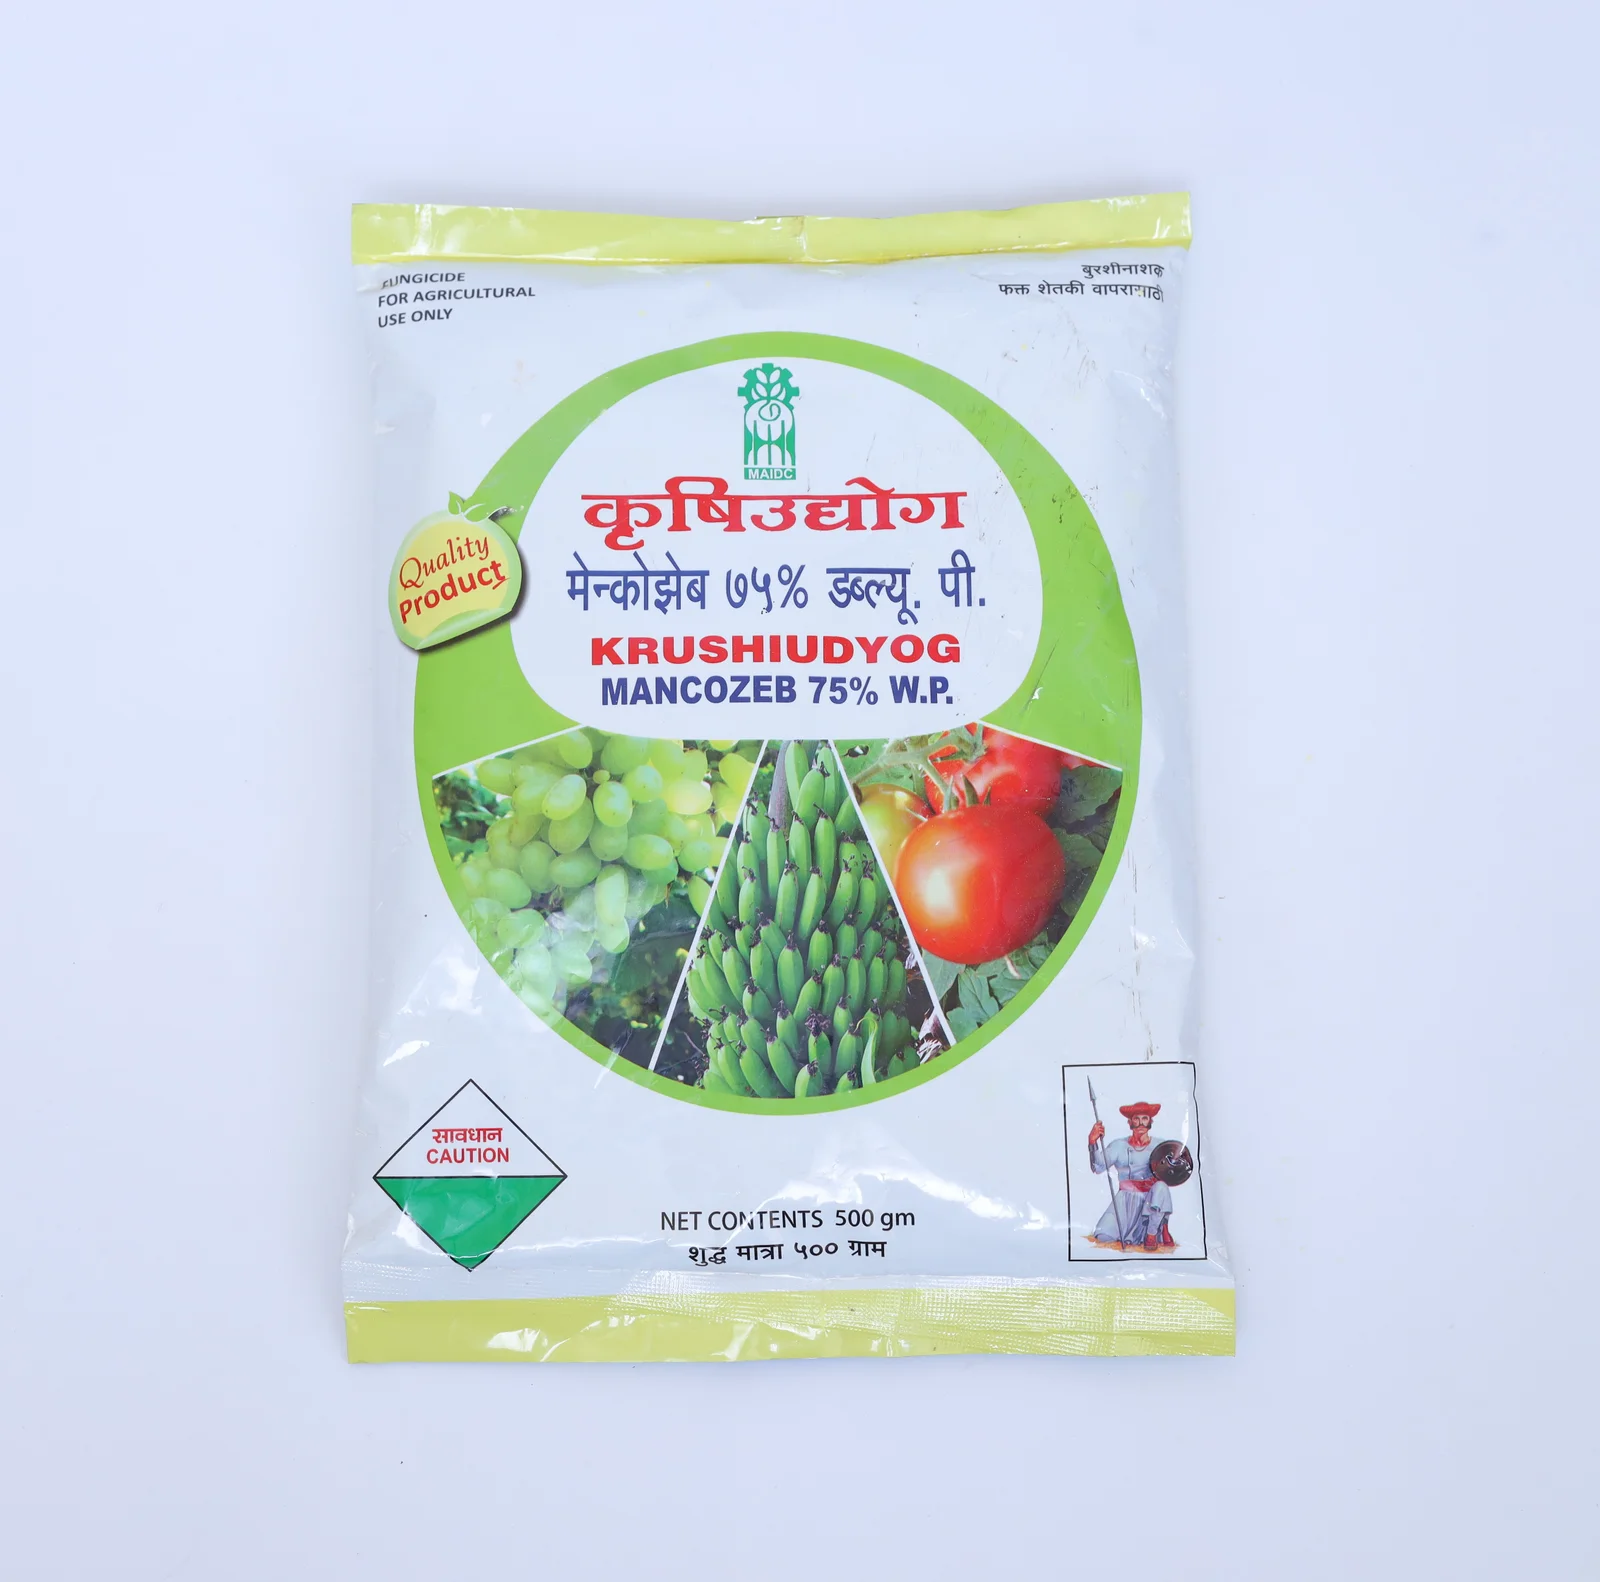 FUNGICIDE
FOR AGRICULTURAL
USE ONLY
बुरशीनाशक
फक्त शेतकी वापरासाठी
MAIDC
कृषिउद्योग
मेन्कोझेब ७५% डब्ल्यू. पी.
KRUSHIUDYOG
MANCOZEB 75% W.P.
Quality
Product
सावधान
CAUTION
NET CONTENTS 500 gm
शुद्ध मात्रा ५०० ग्राम